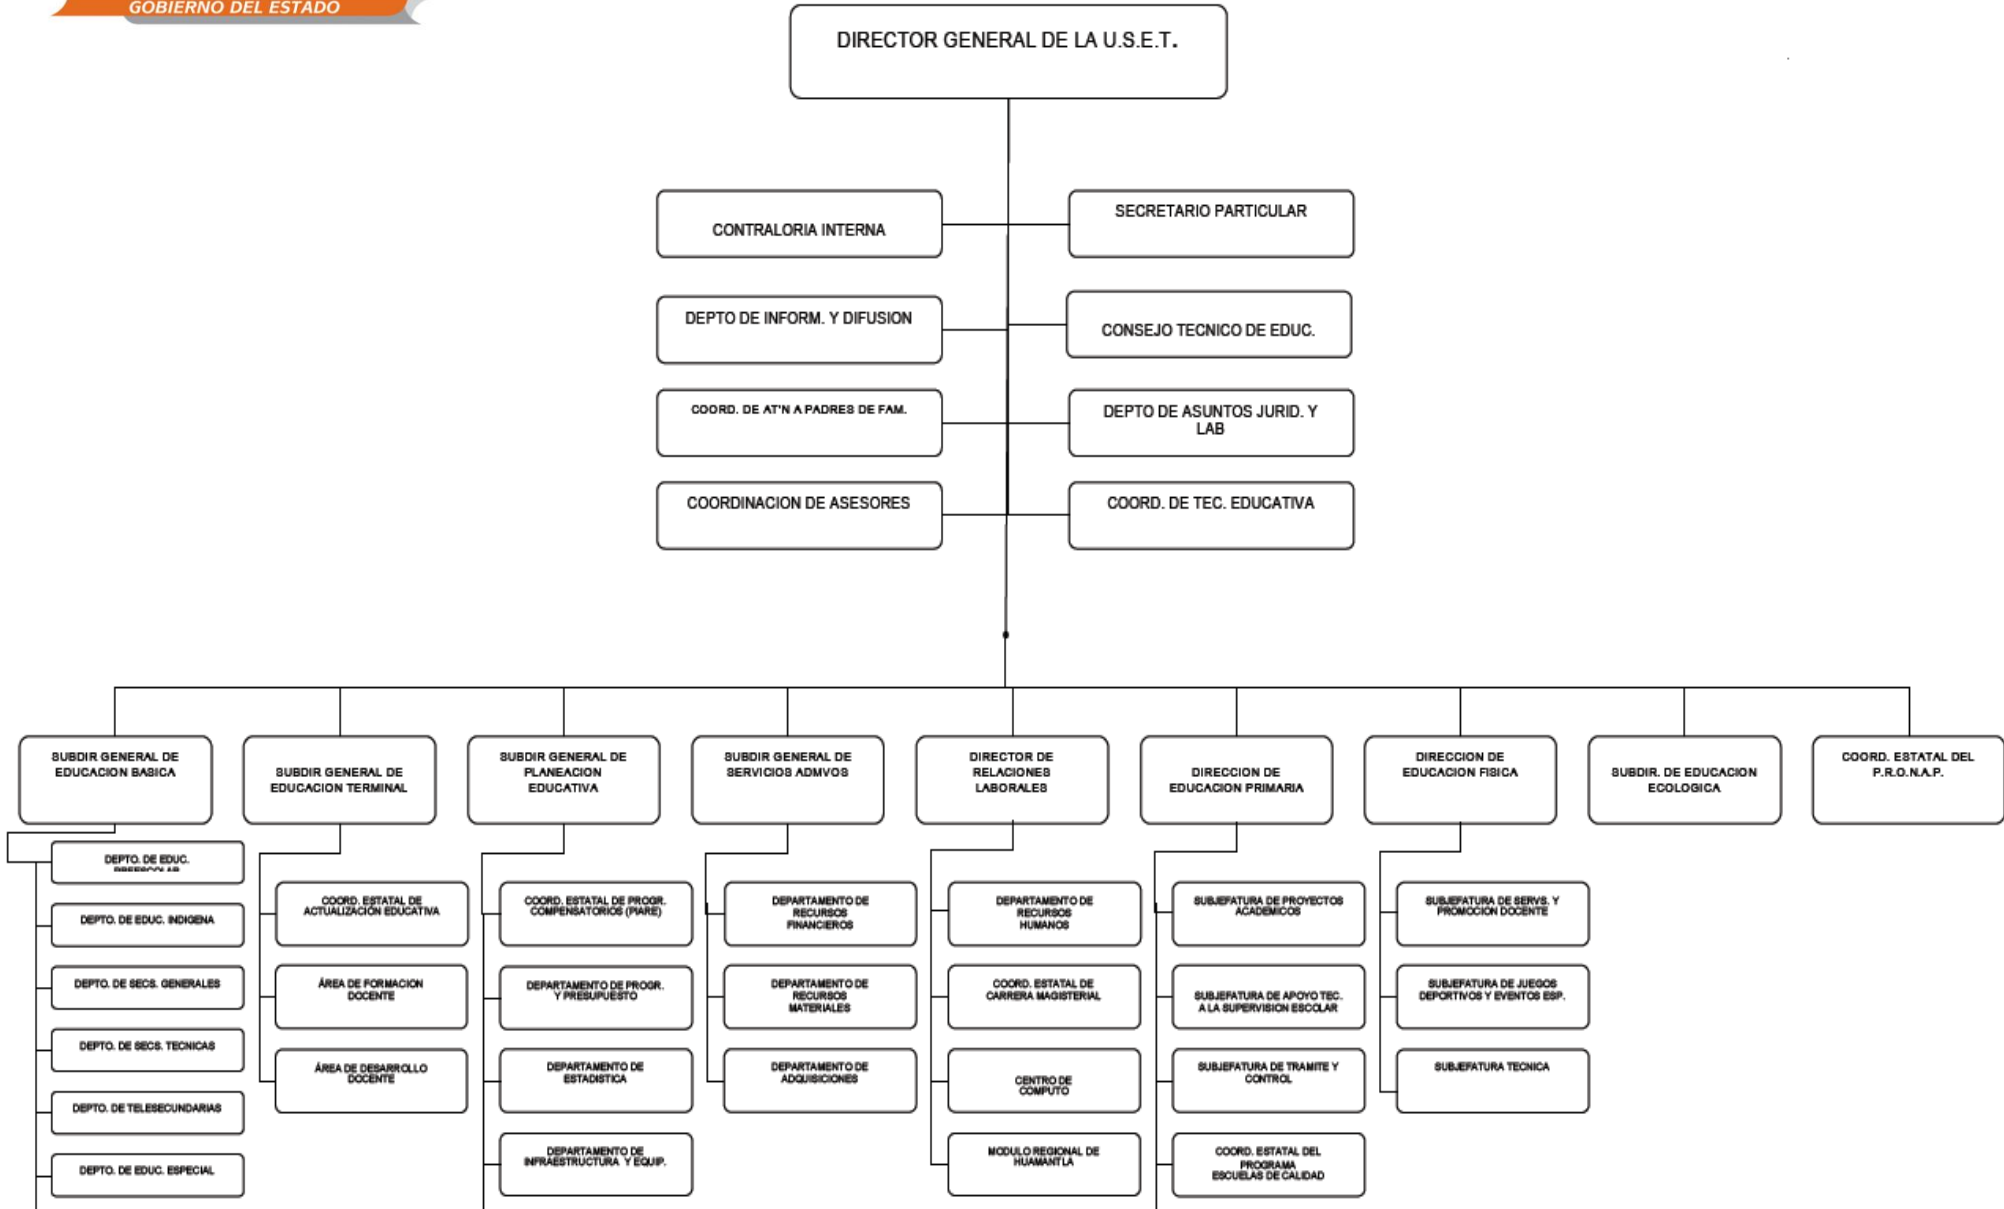 GOBIERNO DEL ESTADO
DIRECTOR GENERAL DE LA U.S.E.T.
CONTRALORIA INTERNA
SECRETARIO PARTICULAR
DEPTO DE INFORM. Y DIFUSION
CONSEJO TECNICO DE EDUC.
COORD. DE AT'N A PADRES DE FAM.
DEPTO DE ASUNTOS JURID. Y
LAB
COORDINACION DE ASESORES
COORD. DE TEC. EDUCATIVA
SUBDIR GENERAL DE
EDUCACION BASICA
SUBDIR GENERAL DE
EDUCACION TERMINAL
SUBDIR GENERAL DE
PLANEACION
EDUCATIVA
SUBDIR GENERAL DE
SERVICIOS ADMVOS
DIRECTOR DE
RELACIONES
LABORALES
DIRECCION DE
EDUCACION PRIMARIA
DIRECCION DE
EDUCACION FISICA
SUBDIR. DE EDUCACION
ECOLOGICA
COORD. ESTATAL DEL
P.R.O.N.A.P.
DEPTO. DE EDUC.
PREESCOLAR
DEPTO. DE EDUC. INDIGENA
DEPTO. DE SECS. GENERALES
DEPTO. DE SECS. TECNICAS
DEPTO. DE TELESECUNDARIAS
DEPTO. DE EDUC. ESPECIAL
COORD. ESTATAL DE
ACTUALIZACIÓN EDUCATIVA
ÁREA DE FORMACION
DOCENTE
ÁREA DE DESARROLLO
DOCENTE
COORD. ESTATAL DE PROGR.
COMPENSATORIOS (PIARE)
DEPARTAMENTO DE PROGR.
Y PRESUPUESTO
DEPARTAMENTO DE
ESTADISTICA
DEPARTAMENTO DE
INFRAESTRUCTURA Y EQUIP.
DEPARTAMENTO DE
RECURSOS
FINANCIEROS
DEPARTAMENTO DE
RECURSOS
MATERIALES
DEPARTAMENTO DE
ADQUISICIONES
DEPARTAMENTO DE
RECURSOS
HUMANOS
COORD. ESTATAL DE
CARRERA MAGISTERIAL
CENTRO DE
COMPUTO
MODULO REGIONAL DE
HUAMANTLA
SUBJEFATURA DE PROYECTOS
ACADEMICOS
SUBJEFATURA DE APOYO TEC.
A LA SUPERVISION ESCOLAR
SUBJEFATURA DE TRAMITE Y
CONTROL
COORD. ESTATAL DEL
PROGRAMA
ESCUELAS DE CALIDAD
SUBJEFATURA DE SERVS. Y
PROMOCION DOCENTE
SUBJEFATURA DE JUEGOS
DEPORTIVOS Y EVENTOS ESP.
SUBJEFATURA TECNICA